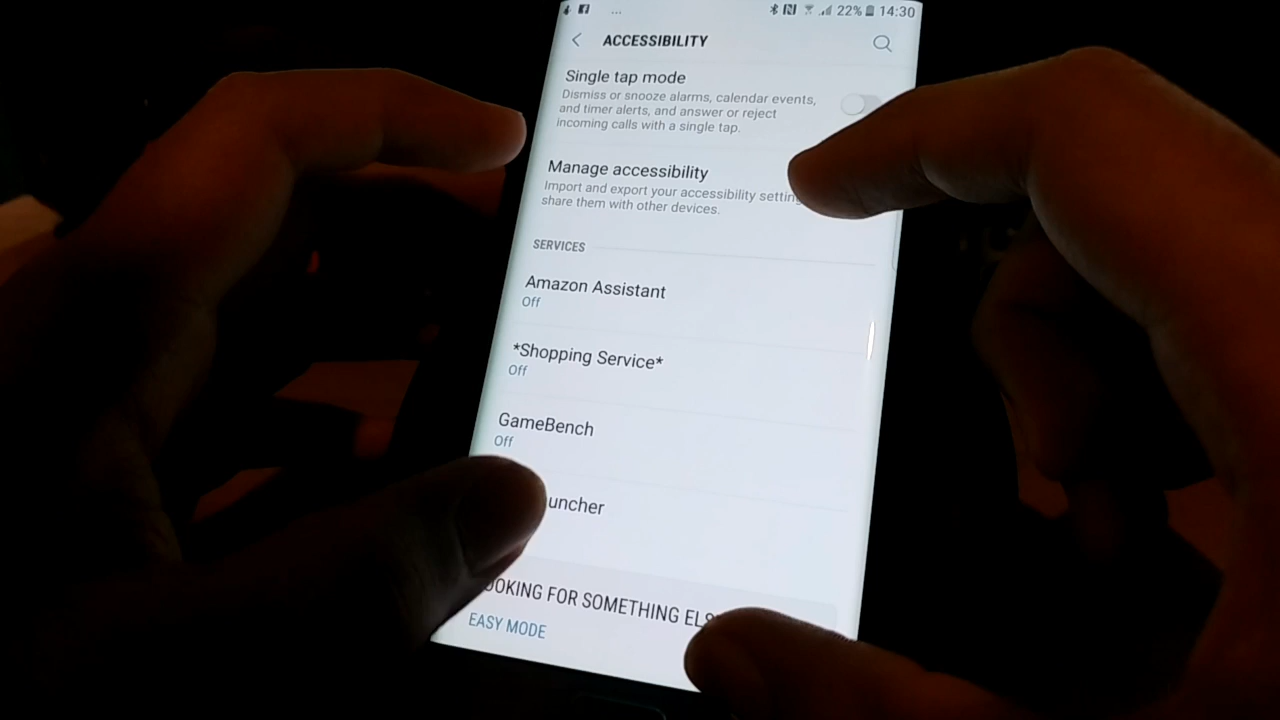 ... 22% 14:30
ACCESSIBILITY
Single tap mode
Dismiss or snooze alarms, calendar events,
and timer alerts, and answer or reject
incoming calls with a single tap.
Manage accessibility
Import and export your accessibility
share them with other devices.
SERVICES
Amazon Assistant
Off
*Shopping Service*
Off
GameBench
Off
uncher
OOKING FOR SOMETHING ELS
EASY MODE